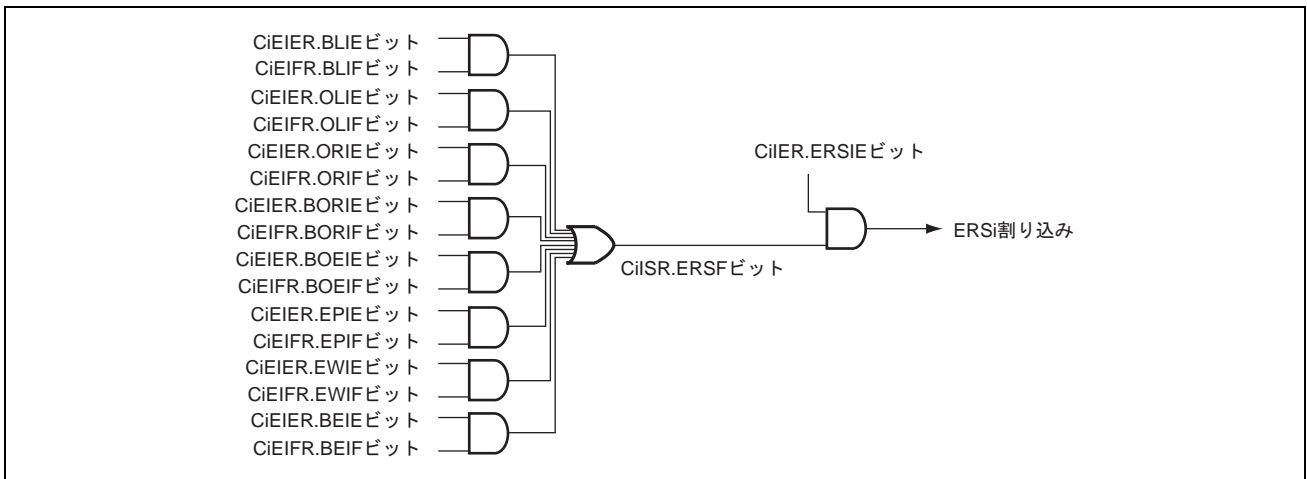 CiEIER.BLIEビット
CiEIFR.BLIFビット
CiEIER.OLIEビット
CiEIFR.OLIFビット
CiEIER.ORIEビット
CiEIFR.ORIFビット
CiEIER.BORIEビット
CiEIFR.BORIFビット
CiEIER.BOEIEビット
CiEIFR.BOEIFビット
CiEIER.EPIEビット
CiEIFR.EPIFビット
CiEIER.EWIEビット
CiEIFR.EWIFビット
CiEIER.BEIEビット
CiEIFR.BEIFビット
CiIER.ERSIEビット
CiISR.ERSFビット
ERSi割り込み